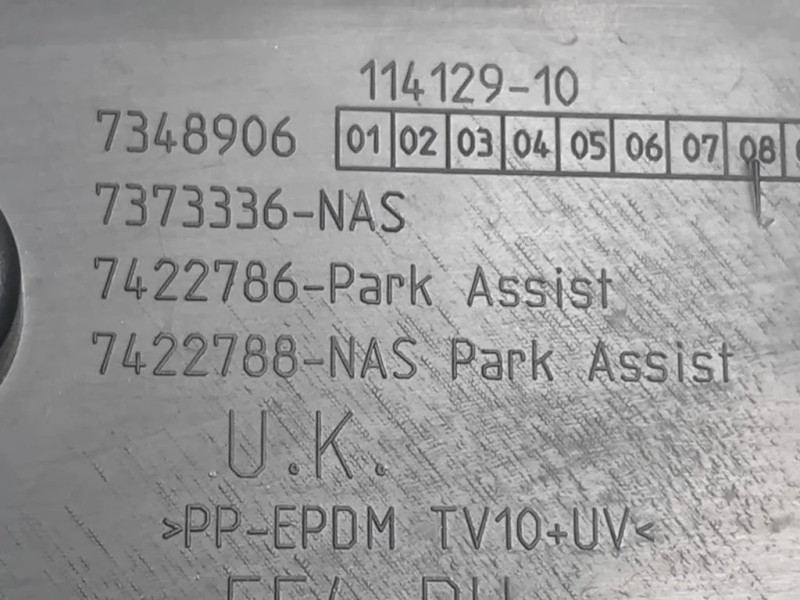 114129-10
7348906 01 02 03 04 05 06 07 08
7373336-NAS
7422786-Park Assist
7422788-NAS Park Assist
U.K.
>PP-EPDM TV10+UV<